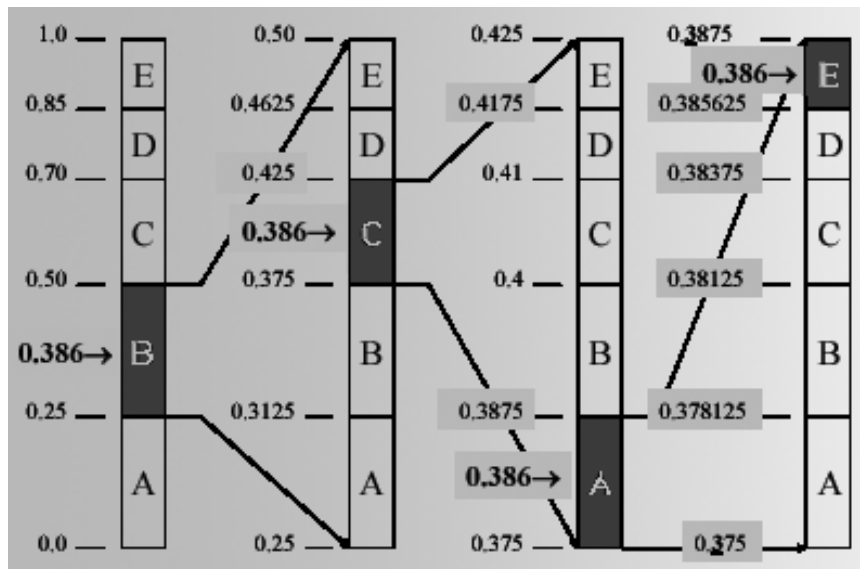 1,0 E 0,50 E 0,425 E 0,3875 0,386→ E
0,85 0,4625 0,4175 0,385625
D D D D
0,70 0,425 0,41 0,38375
C 0,386→ C C C
0,50 0,375 0,4 0,38125
0,386→ B B B B
0,25 0,3125 0,3875 0,378125
A A 0,386→ A A
0,0 0,25 0,375 0,375